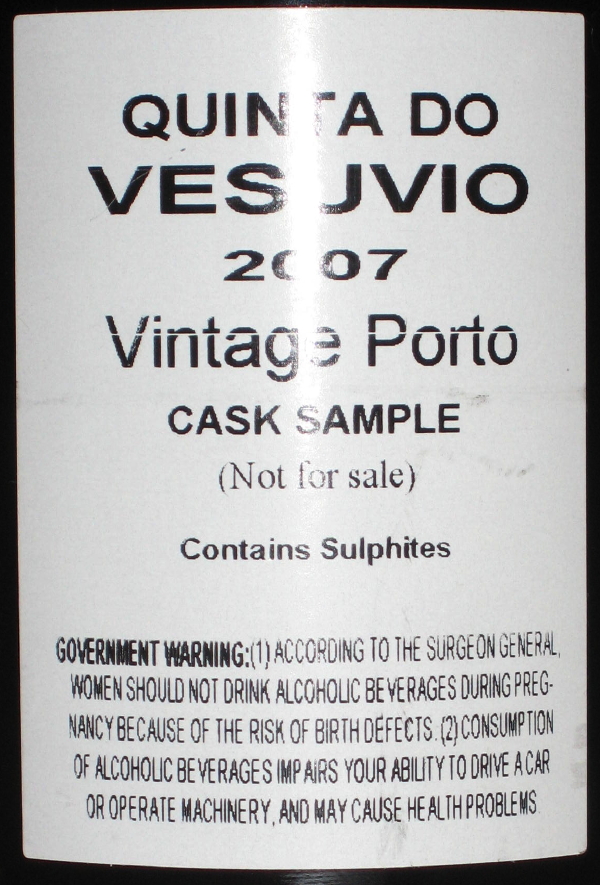 QUINTA DO
VESUVIO
2007
Vintage Porto
CASK SAMPLE
(Not for sale)
Contains Sulphites
GOVERNMENT WARNING:(1) ACCORDING TO THE SURGEON GENERAL,
WOMEN SHOULD NOT DRINK ALCOHOLIC BEVERAGES DURING PREG-
NANCY BECAUSE OF THE RISK OF BIRTH DEFECTS. (2) CONSUMPTION
OF ALCOHOLIC BEVERAGES IMPAIRS YOUR ABILITY TO DRIVE A CAR
OR OPERATE MACHINERY, AND MAY CAUSE HEALTH PROBLEMS